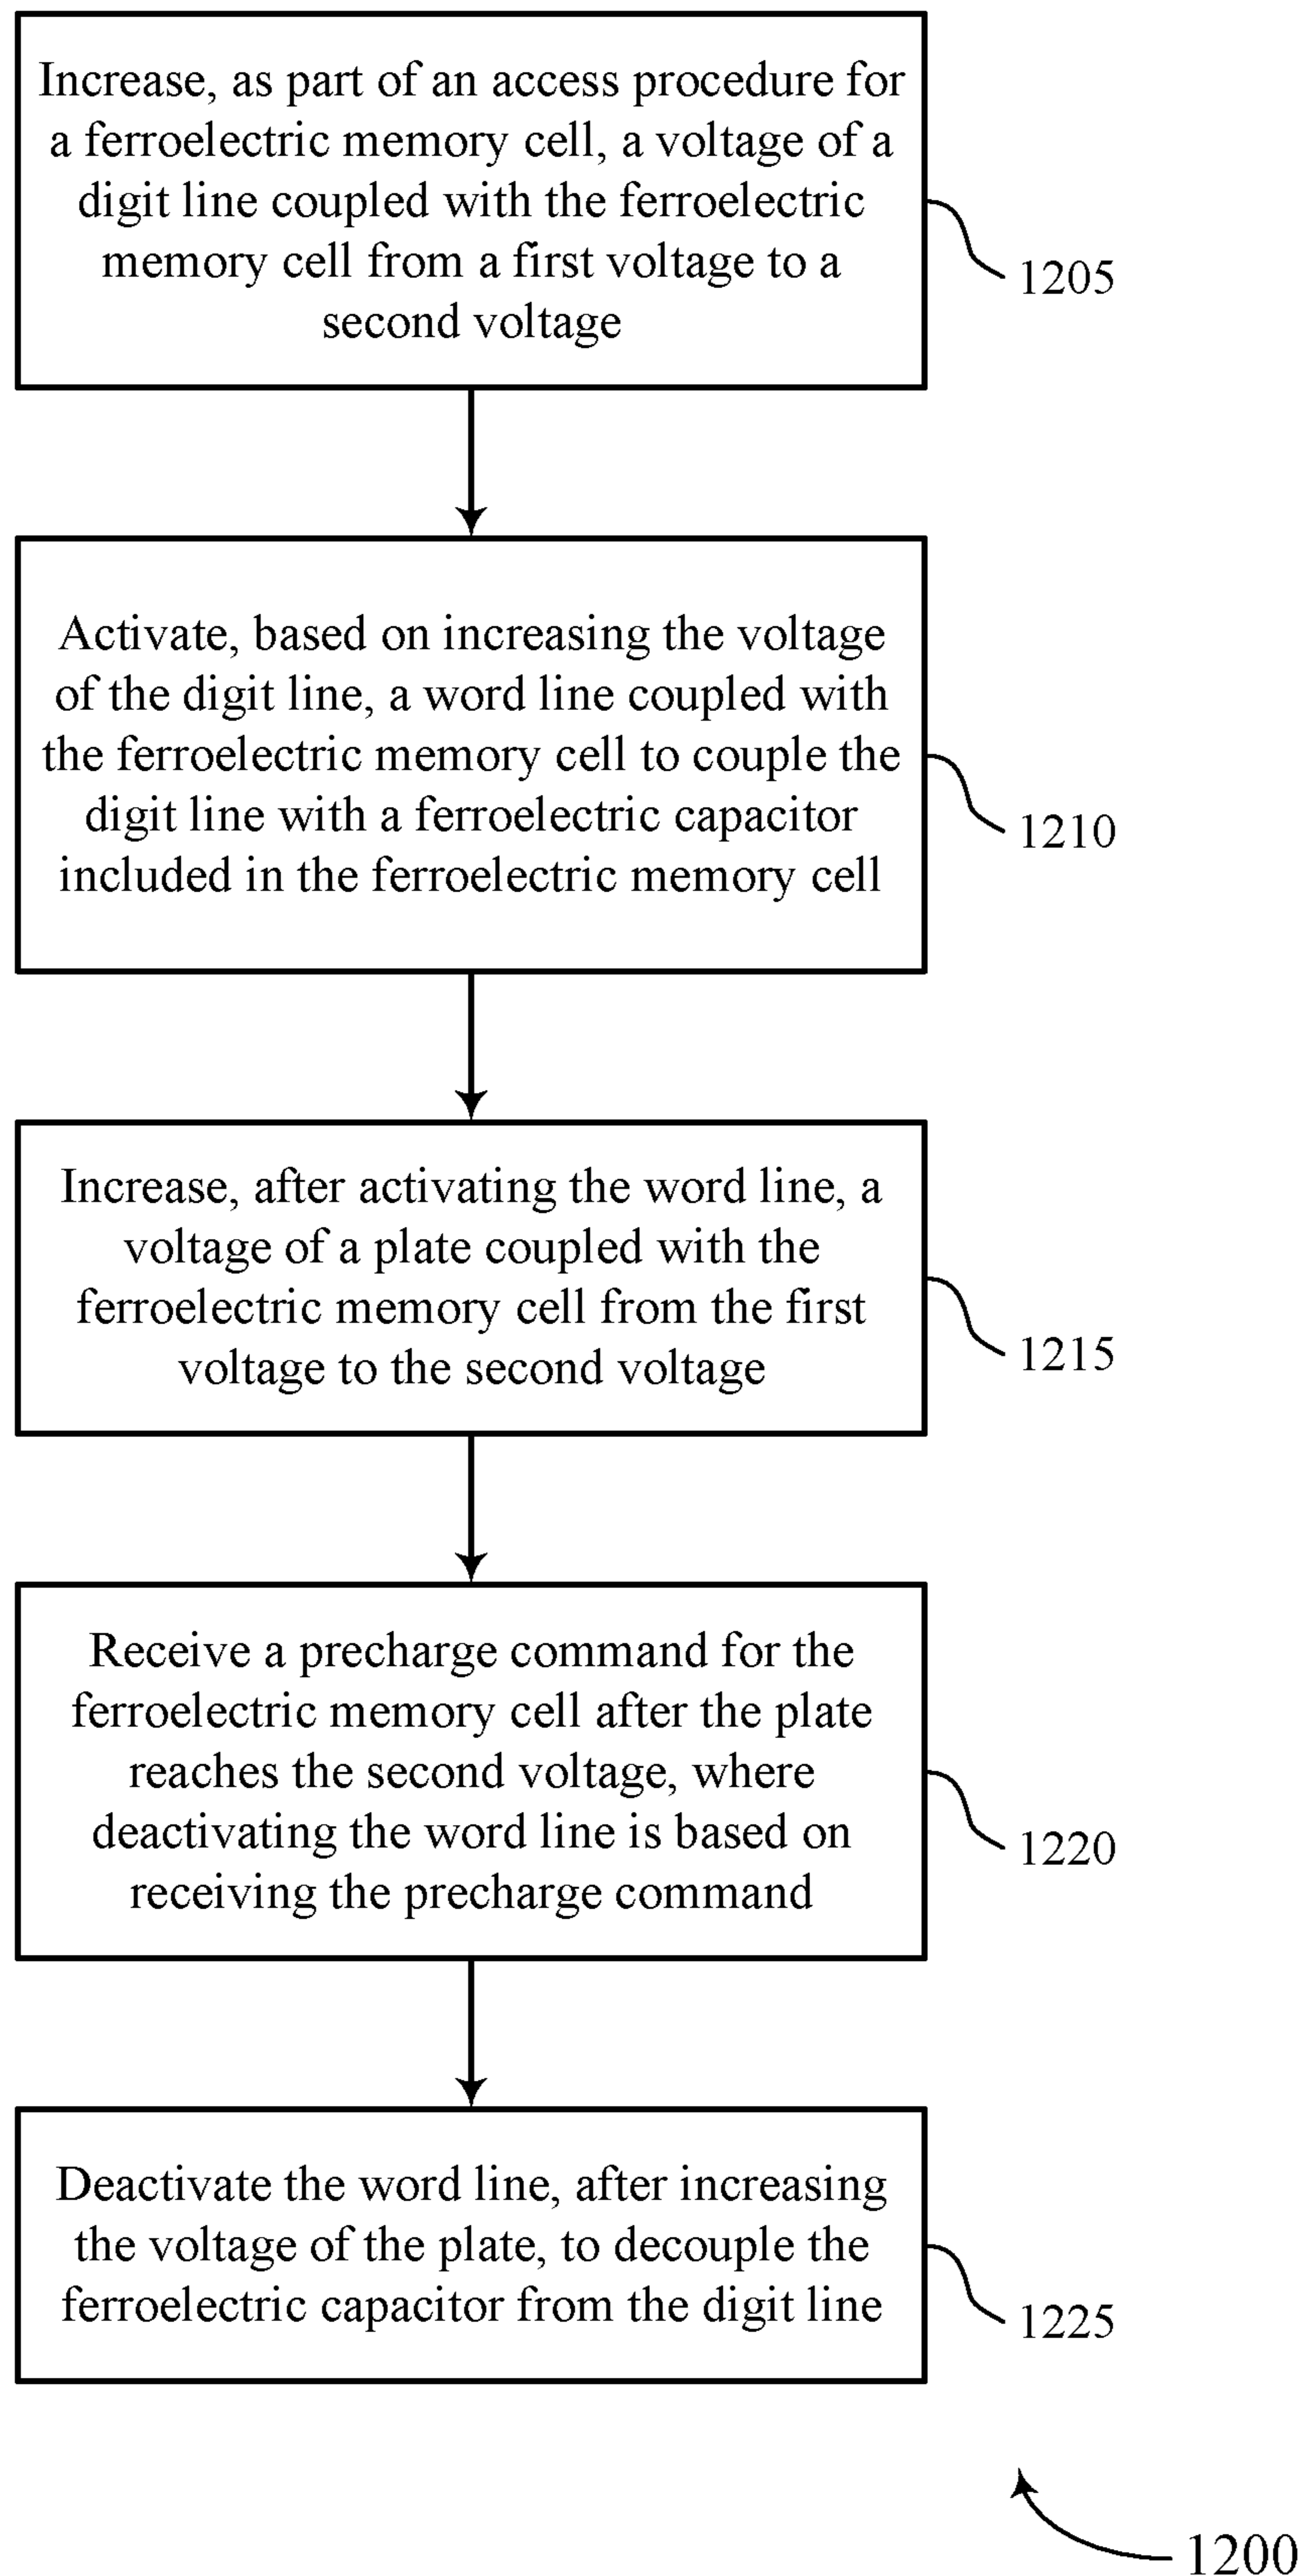 Increase, as part of an access procedure for
a ferroelectric memory cell, a voltage of a
digit line coupled with the ferroelectric
memory cell from a first voltage to a
second voltage
1205
Activate, based on increasing the voltage
of the digit line, a word line coupled with
the ferroelectric memory cell to couple the
digit line with a ferroelectric capacitor
included in the ferroelectric memory cell
1210
Increase, after activating the word line, a
voltage of a plate coupled with the
ferroelectric memory cell from the first
voltage to the second voltage
1215
Receive a precharge command for the
ferroelectric memory cell after the plate
reaches the second voltage, where
deactivating the word line is based on
receiving the precharge command
1220
Deactivate the word line, after increasing
the voltage of the plate, to decouple the
ferroelectric capacitor from the digit line
1225
1200